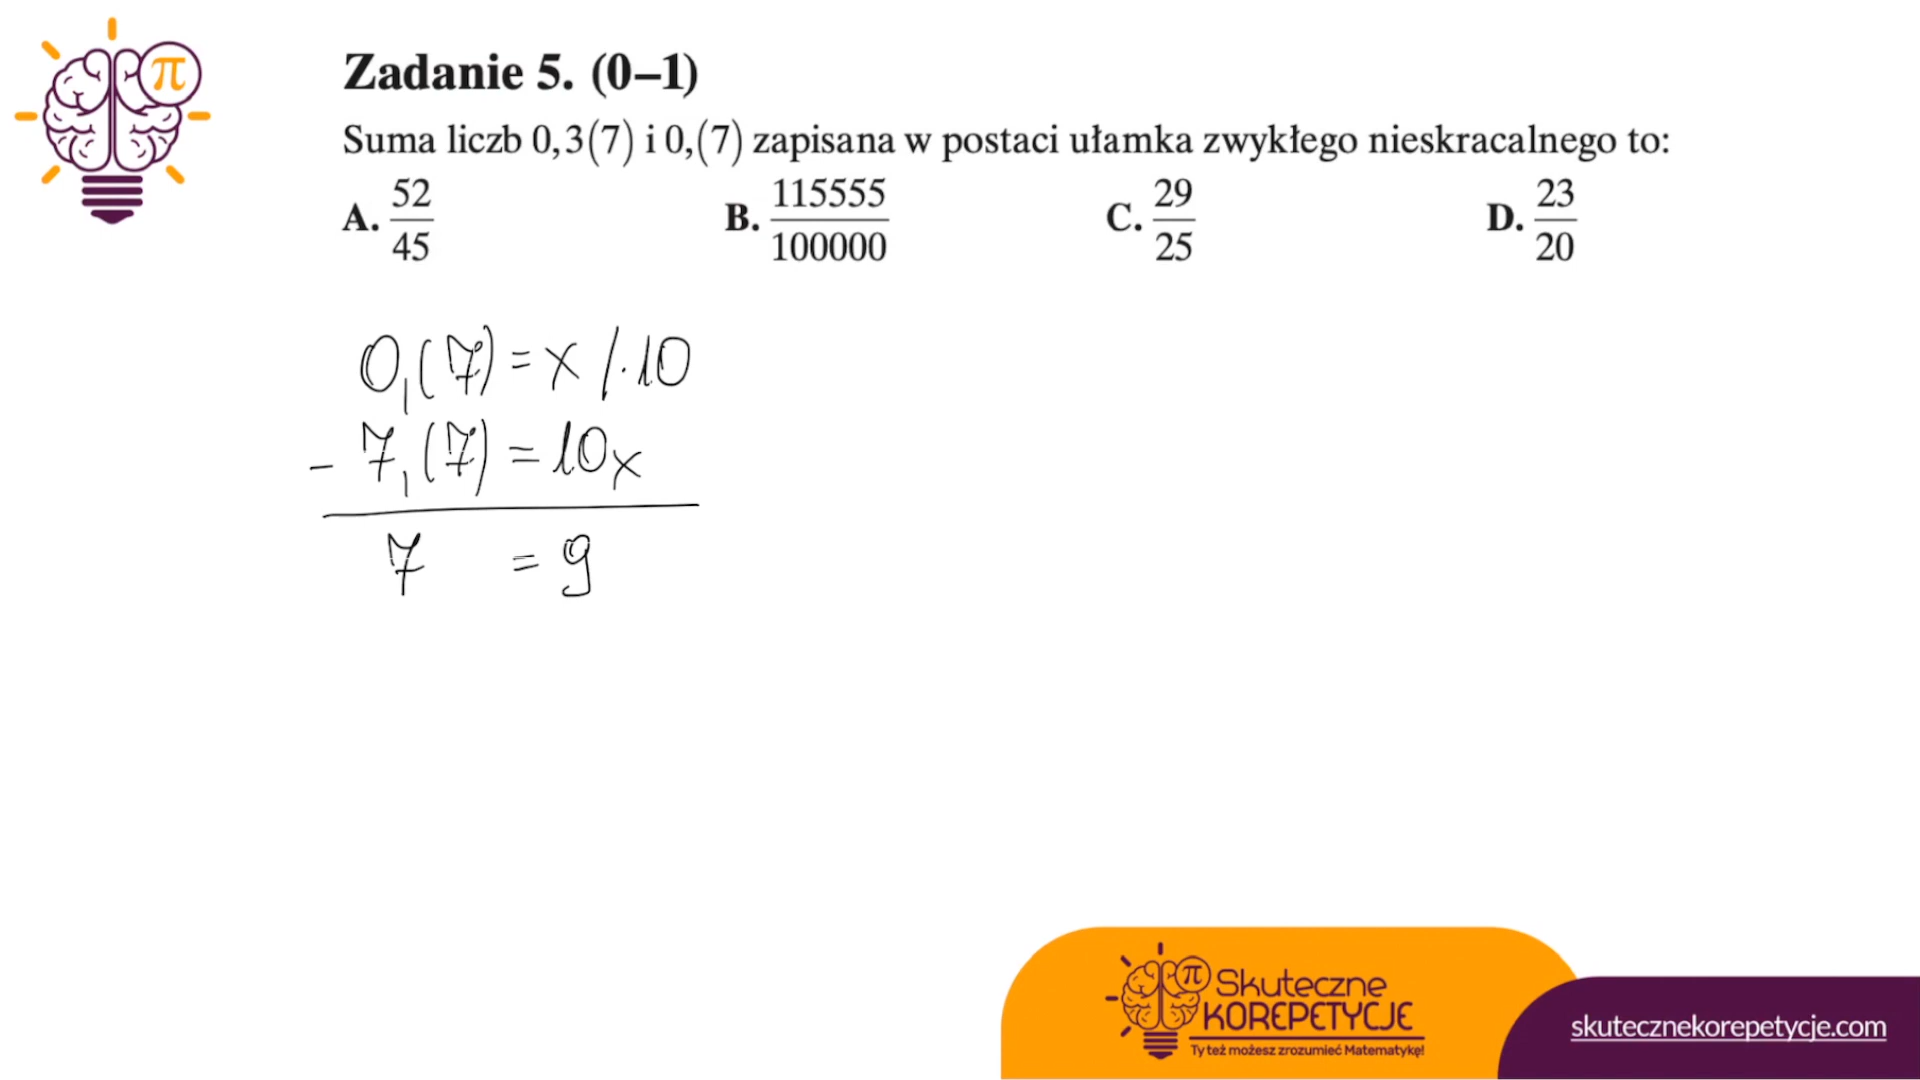 π
Zadanie 5. (0–1)
Suma liczb 0,3(7) i 0,(7) zapisana w postaci ułamka zwykłego nieskracalnego to:
A. 52/45 B. 115555/100000 C. 29/25 D. 23/20
0,(7) = x /·10
- 7,(7) = 10x
7 = 9
π Skuteczne
KOREPETYCJE
Ty też możesz zrozumieć Matematykę!
skutecznekorepetycje.com